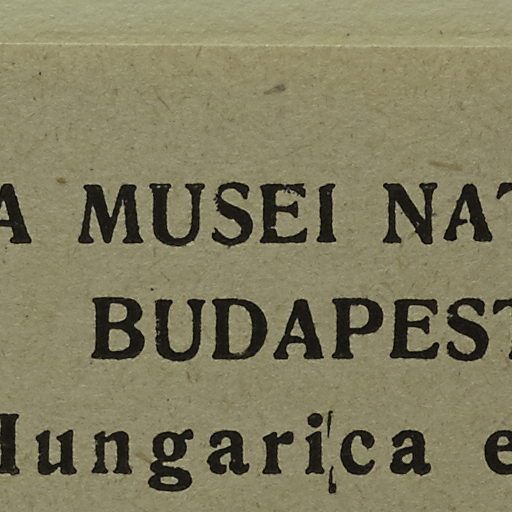 A MUSEI NAT
BUDAPEST
Hungarica e